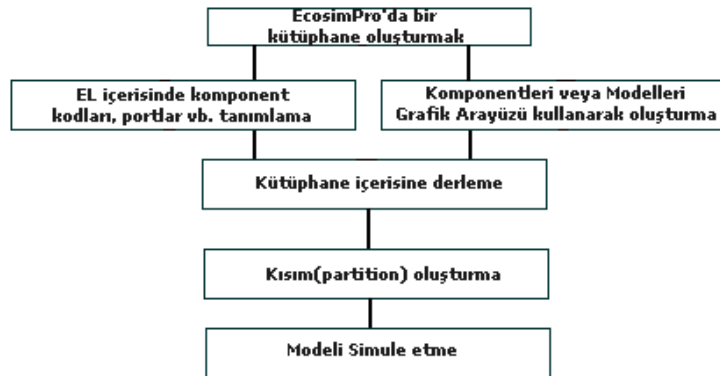 EcosimPro'da bir
kütüphane oluşturmak
EL içerisinde komponent
kodları, portlar vb. tanımlama
Komponentleri veya Modelleri
Grafik Arayüzü kullanarak oluşturma
Kütüphane içerisine derleme
Kısım(partition) oluşturma
Modeli Simule etme